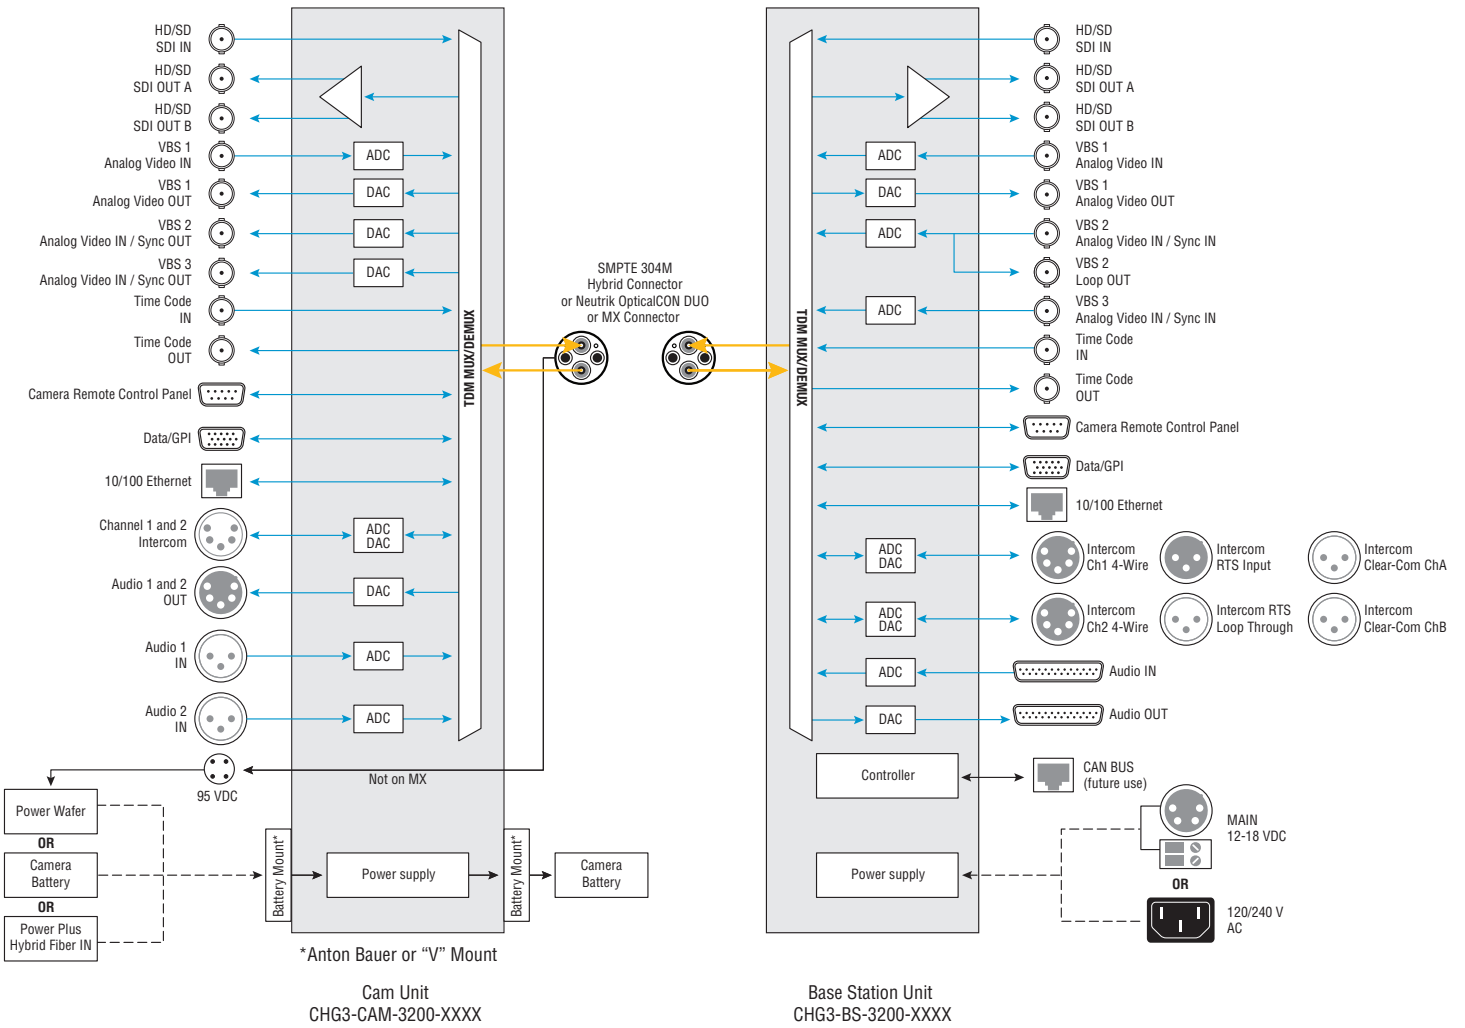 HD/SD
SDI IN
HD/SD
SDI OUT A
HD/SD
SDI OUT B
VBS 1
Analog Video IN
VBS 1
Analog Video OUT
VBS 2
Analog Video IN / Sync OUT
VBS 3
Analog Video IN / Sync OUT
Time Code
IN
Time Code
OUT
Camera Remote Control Panel
Data/GPI
10/100 Ethernet
Channel 1 and 2
Intercom
Audio 1 and 2
OUT
Audio 1
IN
Audio 2
IN
95 VDC
Power Wafer
OR
Camera
Battery
OR
Power Plus
Hybrid Fiber IN
ADC
DAC
DAC
DAC
ADC
DAC
DAC
ADC
ADC
TDM MUX/DEMUX
Not on MX
Battery Mount*
Power supply
Battery Mount*
Camera
Battery
*Anton Bauer or “V” Mount
Cam Unit
CHG3-CAM-3200-XXXX
SMPTE 304M
Hybrid Connector
or Neutrik OpticalCON DUO
or MX Connector
TDM MUX/DEMUX
ADC
DAC
ADC
ADC
ADC
DAC
ADC
DAC
ADC
DAC
Controller
Power supply
HD/SD
SDI IN
HD/SD
SDI OUT A
HD/SD
SDI OUT B
VBS 1
Analog Video IN
VBS 1
Analog Video OUT
VBS 2
Analog Video IN / Sync IN
VBS 2
Loop OUT
VBS 3
Analog Video IN / Sync IN
Time Code
IN
Time Code
OUT
Camera Remote Control Panel
Data/GPI
10/100 Ethernet
Intercom
Ch1 4-Wire
Intercom
RTS Input
Intercom
Clear-Com ChA
Intercom
Ch2 4-Wire
Intercom RTS
Loop Through
Intercom
Clear-Com ChB
Audio IN
Audio OUT
CAN BUS
(future use)
MAIN
12-18 VDC
OR
120/240 V
AC
Base Station Unit
CHG3-BS-3200-XXXX